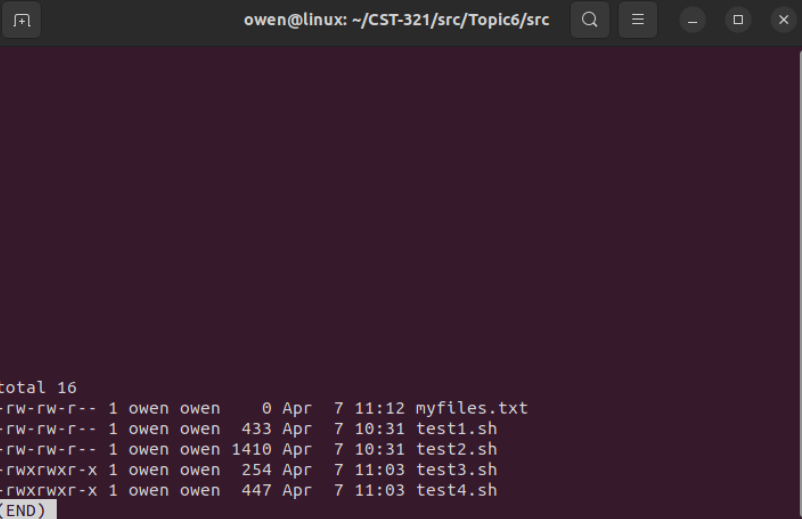 owen@linux: ~/CST-321/src/Topic6/src
total 16
-rw-rw-r-- 1 owen owen    0 Apr  7 11:12 myfiles.txt
-rw-rw-r-- 1 owen owen  433 Apr  7 10:31 test1.sh
-rw-rw-r-- 1 owen owen 1410 Apr  7 10:31 test2.sh
-rwxrwxr-x 1 owen owen  254 Apr  7 11:03 test3.sh
-rwxrwxr-x 1 owen owen  447 Apr  7 11:03 test4.sh
(END)